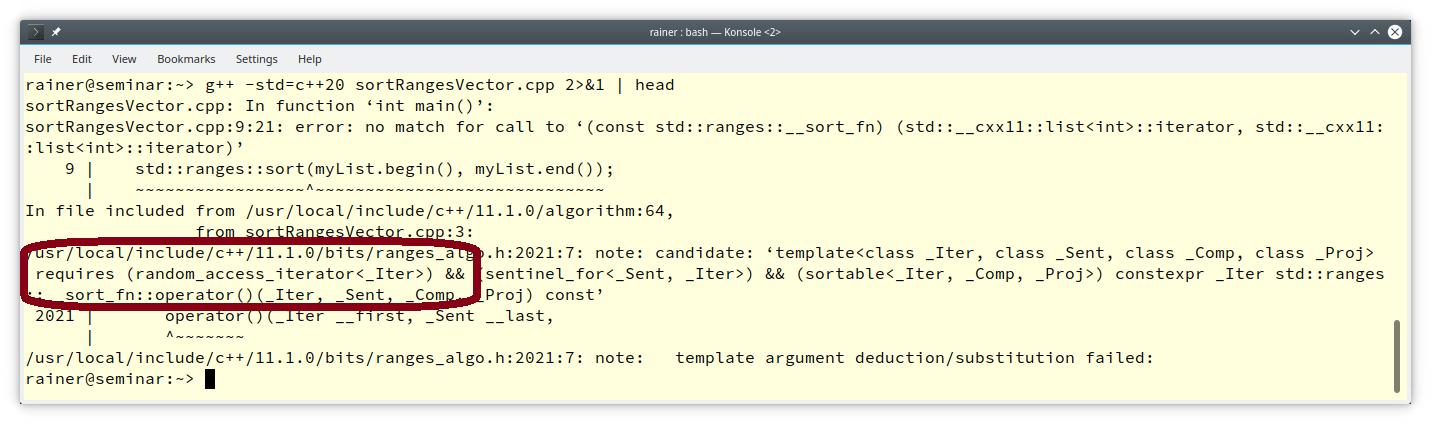 rainer : bash — Konsole <2>
File Edit View Bookmarks Settings Help
rainer@seminar:~> g++ -std=c++20 sortRangesVector.cpp 2>&1 | head
sortRangesVector.cpp: In function ‘int main()’:
sortRangesVector.cpp:9:21: error: no match for call to ‘(const std::ranges::__sort_fn) (std::__cxx11::list<int>::iterator, std::__cxx11:
:list<int>::iterator)’
    9 |     std::ranges::sort(myList.begin(), myList.end());
      |     ~~~~~~~~~~~~~~~~~^~~~~~~~~~~~~~~~~~~~~~~~~~~~~~
In file included from /usr/local/include/c++/11.1.0/algorithm:64,
                 from sortRangesVector.cpp:3:
/usr/local/include/c++/11.1.0/bits/ranges_algo.h:2021:7: note: candidate: ‘template<class _Iter, class _Sent, class _Comp, class _Proj>
 requires (random_access_iterator<_Iter>) && (sentinel_for<_Sent, _Iter>) && (sortable<_Iter, _Comp, _Proj>) constexpr _Iter std::ranges
::__sort_fn::operator()(_Iter, _Sent, _Comp, _Proj) const’
 2021 |       operator()(_Iter __first, _Sent __last,
      |       ^~~~~~~~
/usr/local/include/c++/11.1.0/bits/ranges_algo.h:2021:7: note:   template argument deduction/substitution failed:
rainer@seminar:~>